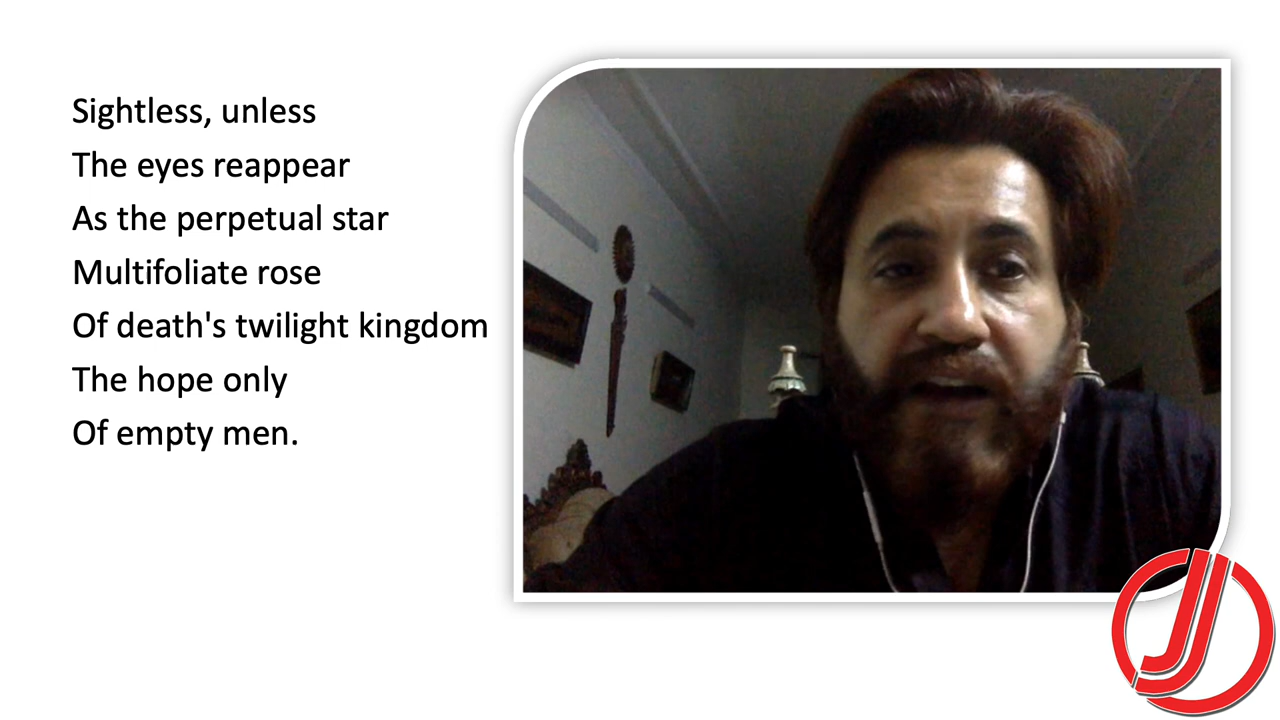 Sightless, unless
The eyes reappear
As the perpetual star
Multifoliate rose
Of death's twilight kingdom
The hope only
Of empty men.